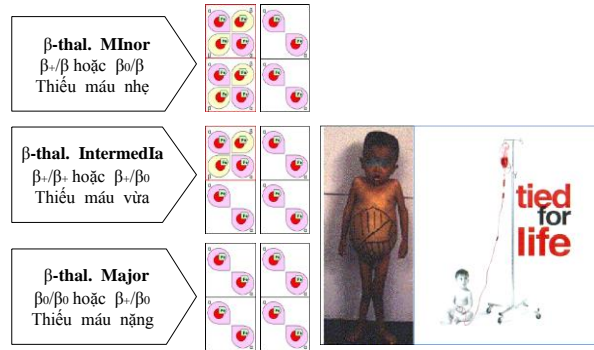 β-thal. MInor
β+/β hoặc β0/β
Thiếu máu nhẹ
β-thal. IntermedIa
β+/β+ hoặc β+/β0
Thiếu máu vừa
β-thal. Major
β0/β0 hoặc β+/β0
Thiếu máu nặng
tied
for
life